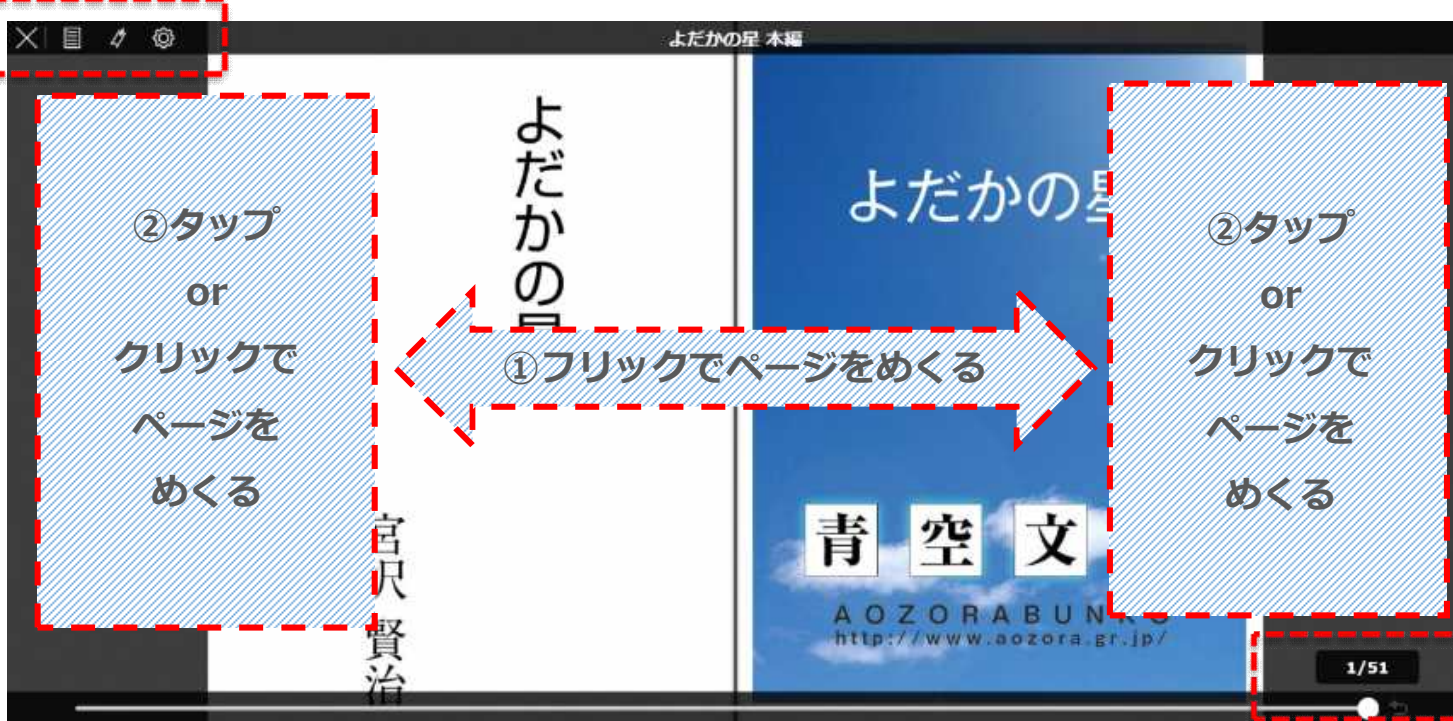 よだかの星 本編
よだかの
宮沢 賢治
よだかの
青 空 文
AOZORABUN
http://www.aozora.gr.jp/
②タップ
or
クリックで
ページを
めくる
①フリックでページをめくる
②タップ
or
クリックで
ページを
めくる
1/51